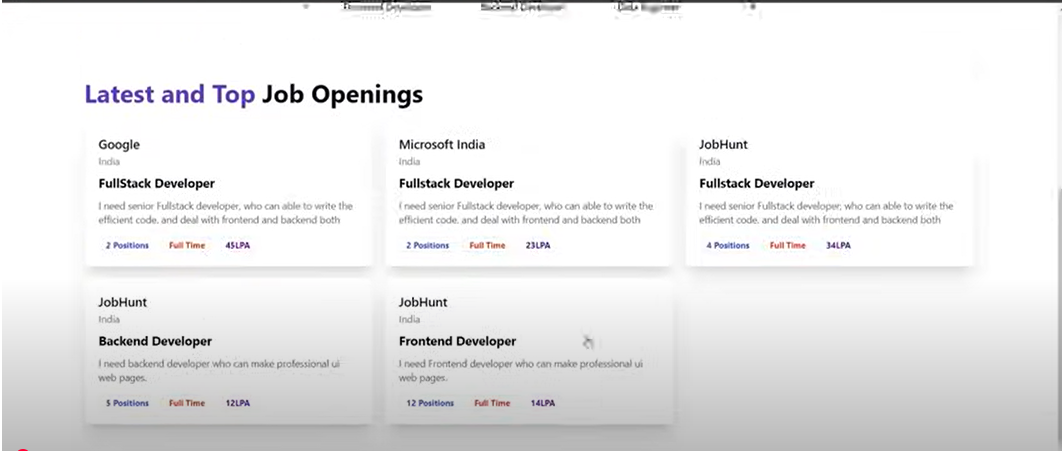 Frontend Developer Backend Developer Data Engineer
Latest and Top Job Openings
Google
India
FullStack Developer
I need senior Fullstack developer, who can able to write the
efficient code. and deal with frontend and backend both
2 Positions Full Time 45LPA
Microsoft India
India
Fullstack Developer
I need senior Fullstack developer, who can able to write the
efficient code. and deal with frontend and backend both
2 Positions Full Time 23LPA
JobHunt
India
Fullstack Developer
I need senior Fullstack developer, who can able to write the
efficient code. and deal with frontend and backend both
4 Positions Full Time 34LPA
JobHunt
India
Backend Developer
I need backend developer who can make professional ui
web pages.
5 Positions Full Time 12LPA
JobHunt
India
Frontend Developer
I need Frontend developer who can make professional ui
web pages.
12 Positions Full Time 14LPA